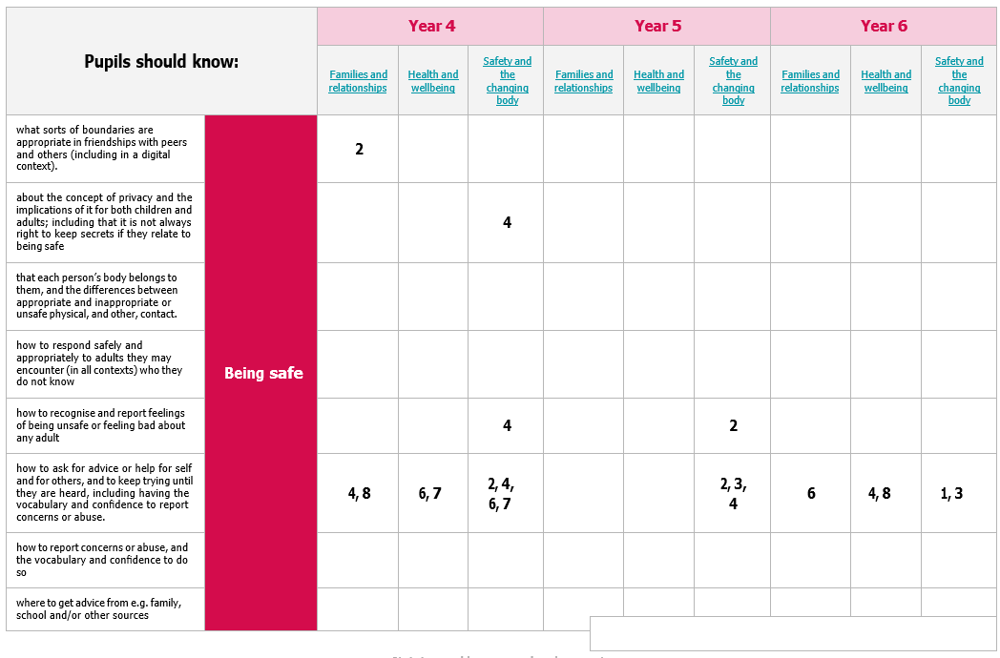 Year 4
Year 5
Year 6
Pupils should know:
Families and
relationships
Health and
wellbeing
Safety and
the
changing
body
Families and
relationships
Health and
wellbeing
Safety and
the
changing
body
Families and
relationships
Health and
wellbeing
Safety and
the
changing
body
what sorts of boundaries are
appropriate in friendships with peers
and others (including in a digital
context).
2
about the concept of privacy and the
implications of it for both children and
adults; including that it is not always
right to keep secrets if they relate to
being safe
4
that each person's body belongs to
them, and the differences between
appropriate and inappropriate or
unsafe physical, and other, contact.
how to respond safely and
appropriately to adults they may
encounter (in all contexts) who they
do not know
Being safe
how to recognise and report feelings
of being unsafe or feeling bad about
any adult
4
2
how to ask for advice or help for self
and for others, and to keep trying until
they are heard, including having the
vocabulary and confidence to report
concerns or abuse.
4, 8
6, 7
2, 4,
6, 7
2, 3,
4
6
4, 8
1, 3
how to report concerns or abuse, and
the vocabulary and confidence to do
so
where to get advice from e.g. family,
school and/or other sources